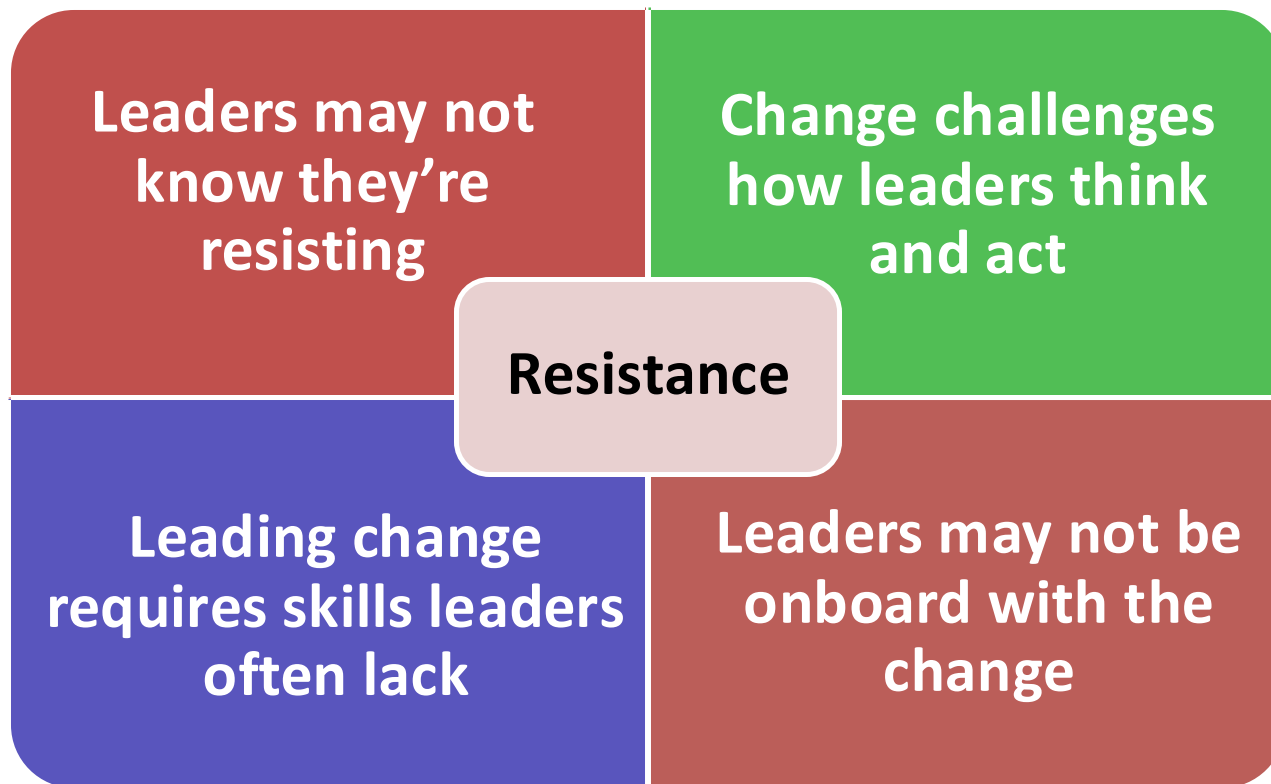 Leaders may not
know they’re
resisting
Change challenges
how leaders think
and act
Resistance
Leading change
requires skills leaders
often lack
Leaders may not be
onboard with the
change